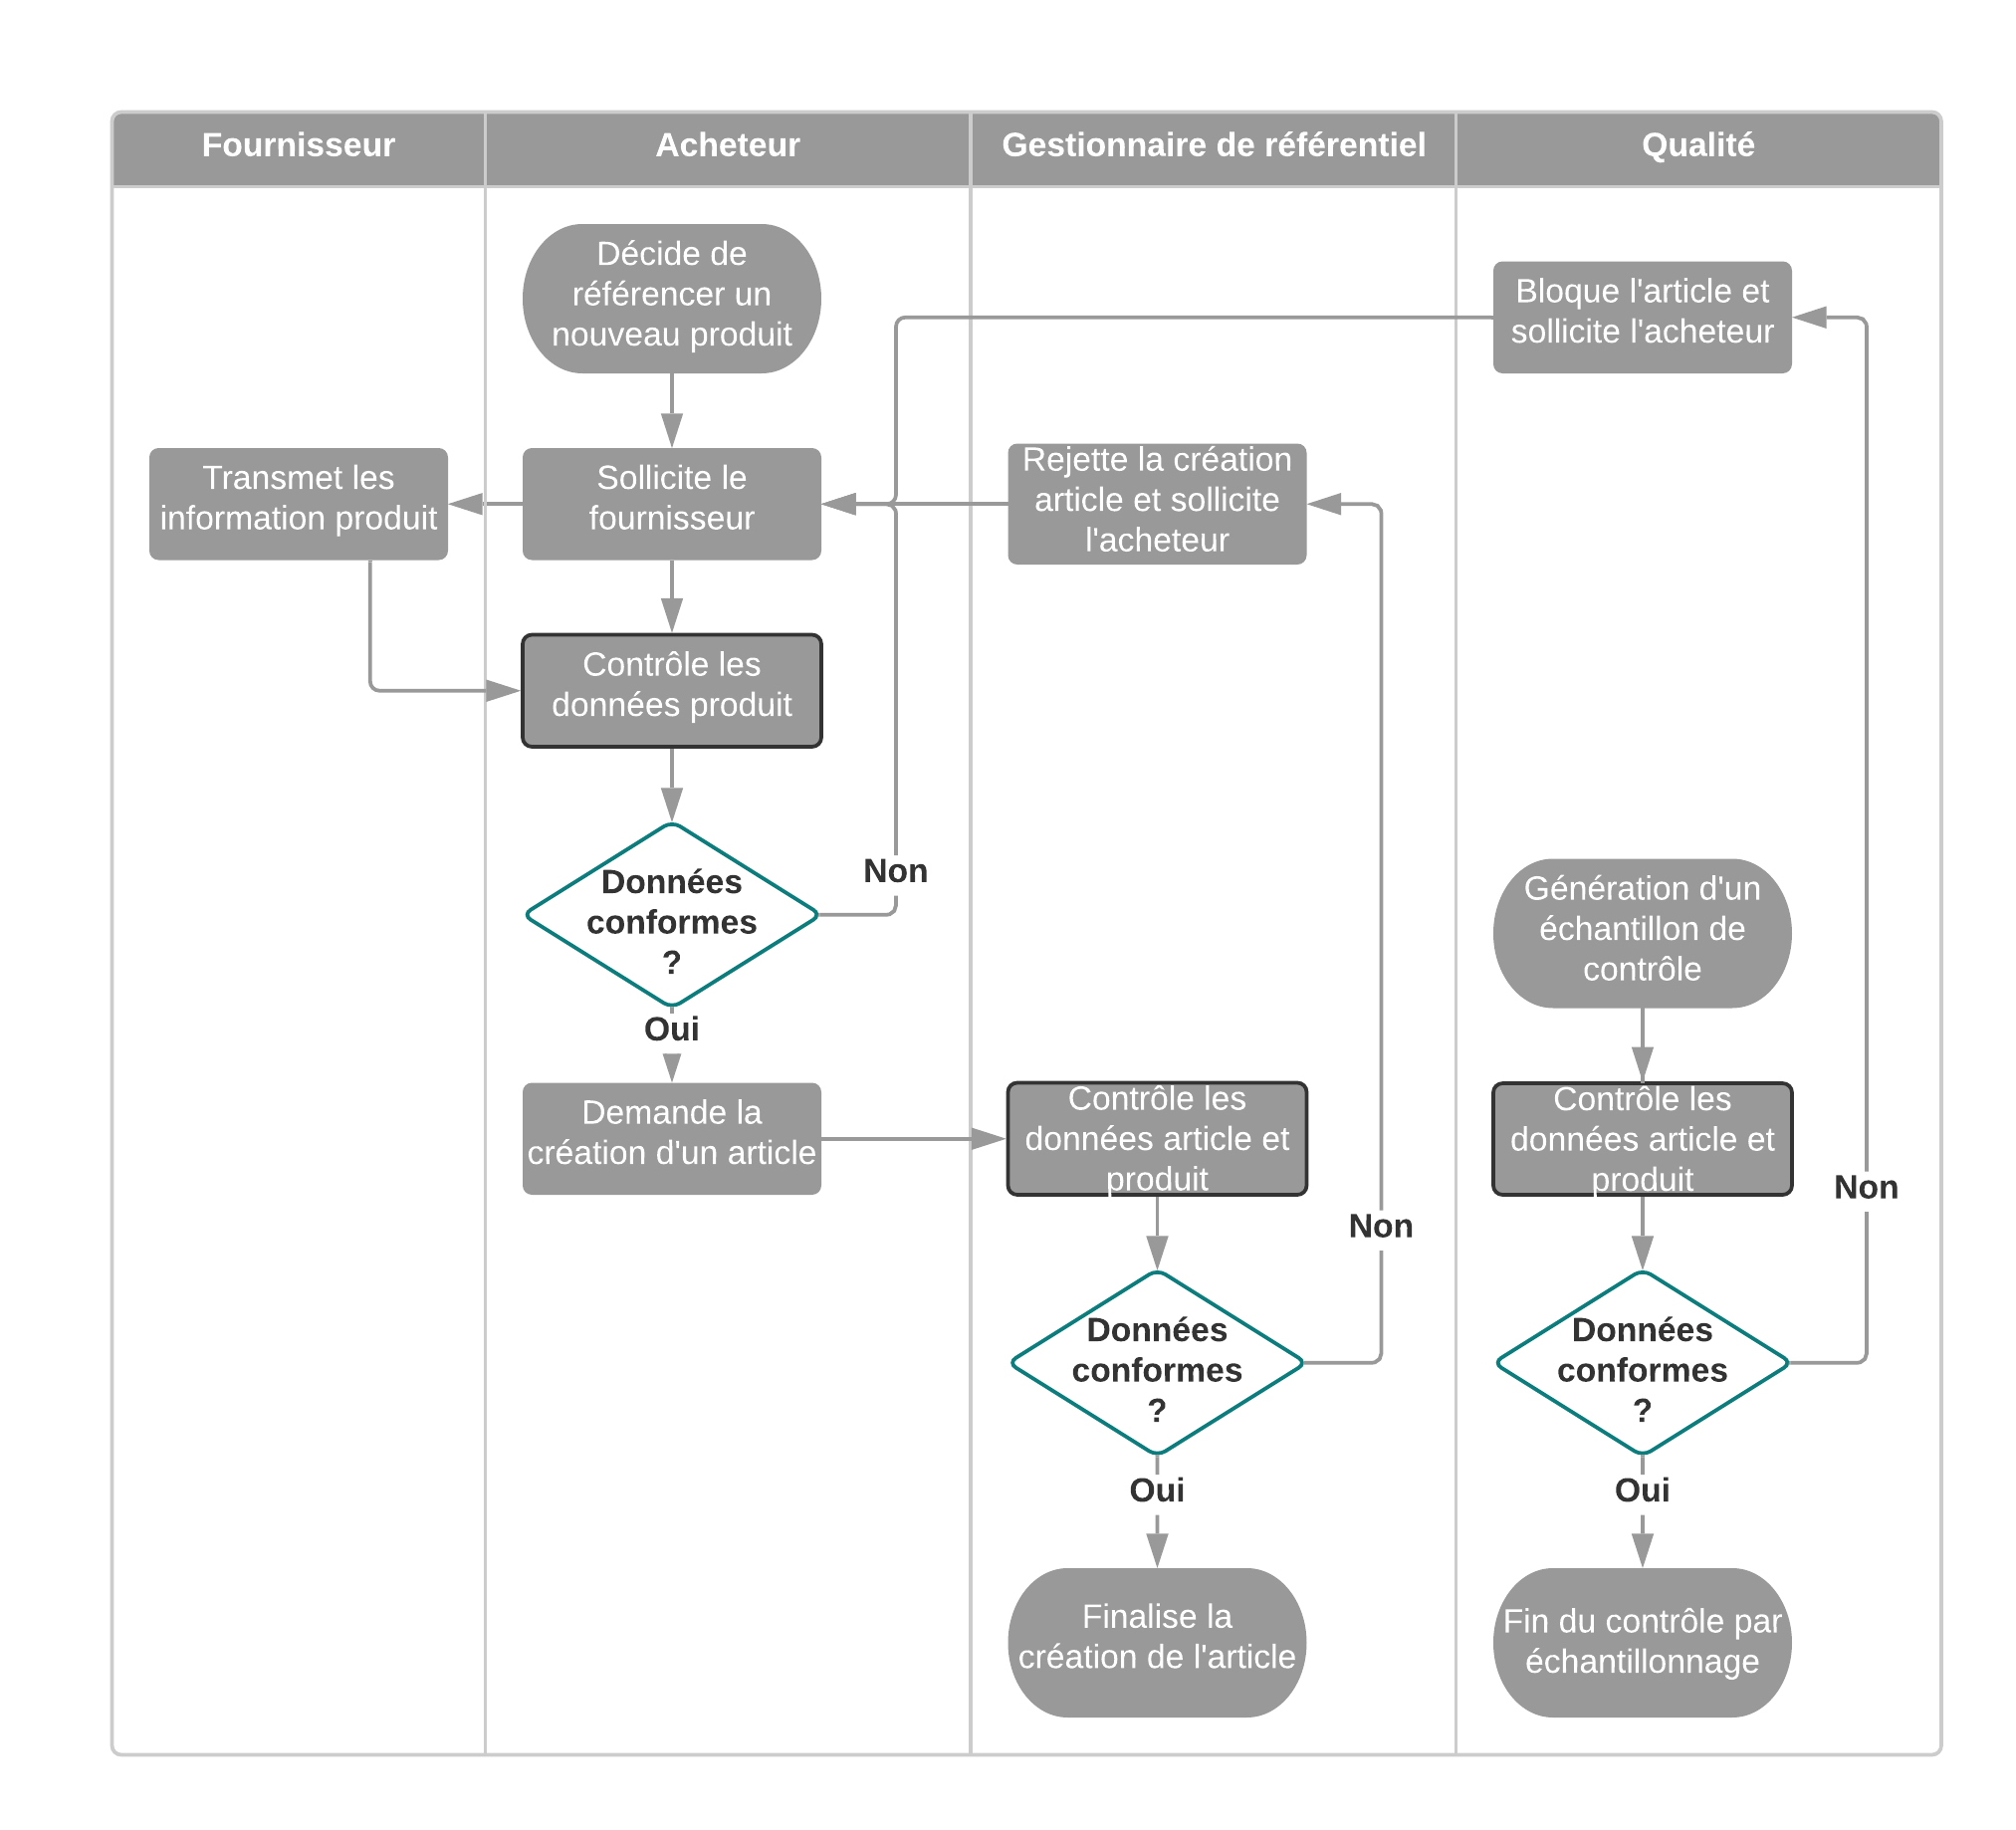 Fournisseur
Acheteur
Gestionnaire de référentiel
Qualité
Décide de
référencer un
nouveau produit
Bloque l'article et
sollicite l'acheteur
Transmet les
information produit
Sollicite le
fournisseur
Rejette la création
article et sollicite
l'acheteur
Contrôle les
données produit
Données
conformes
?
Non
Oui
Génération d'un
échantillon de
contrôle
Demande la
création d'un article
Contrôle les
données article et
produit
Contrôle les
données article et
produit
Non
Non
Données
conformes
?
Données
conformes
?
Oui
Oui
Finalise la
création de l'article
Fin du contrôle par
échantillonnage